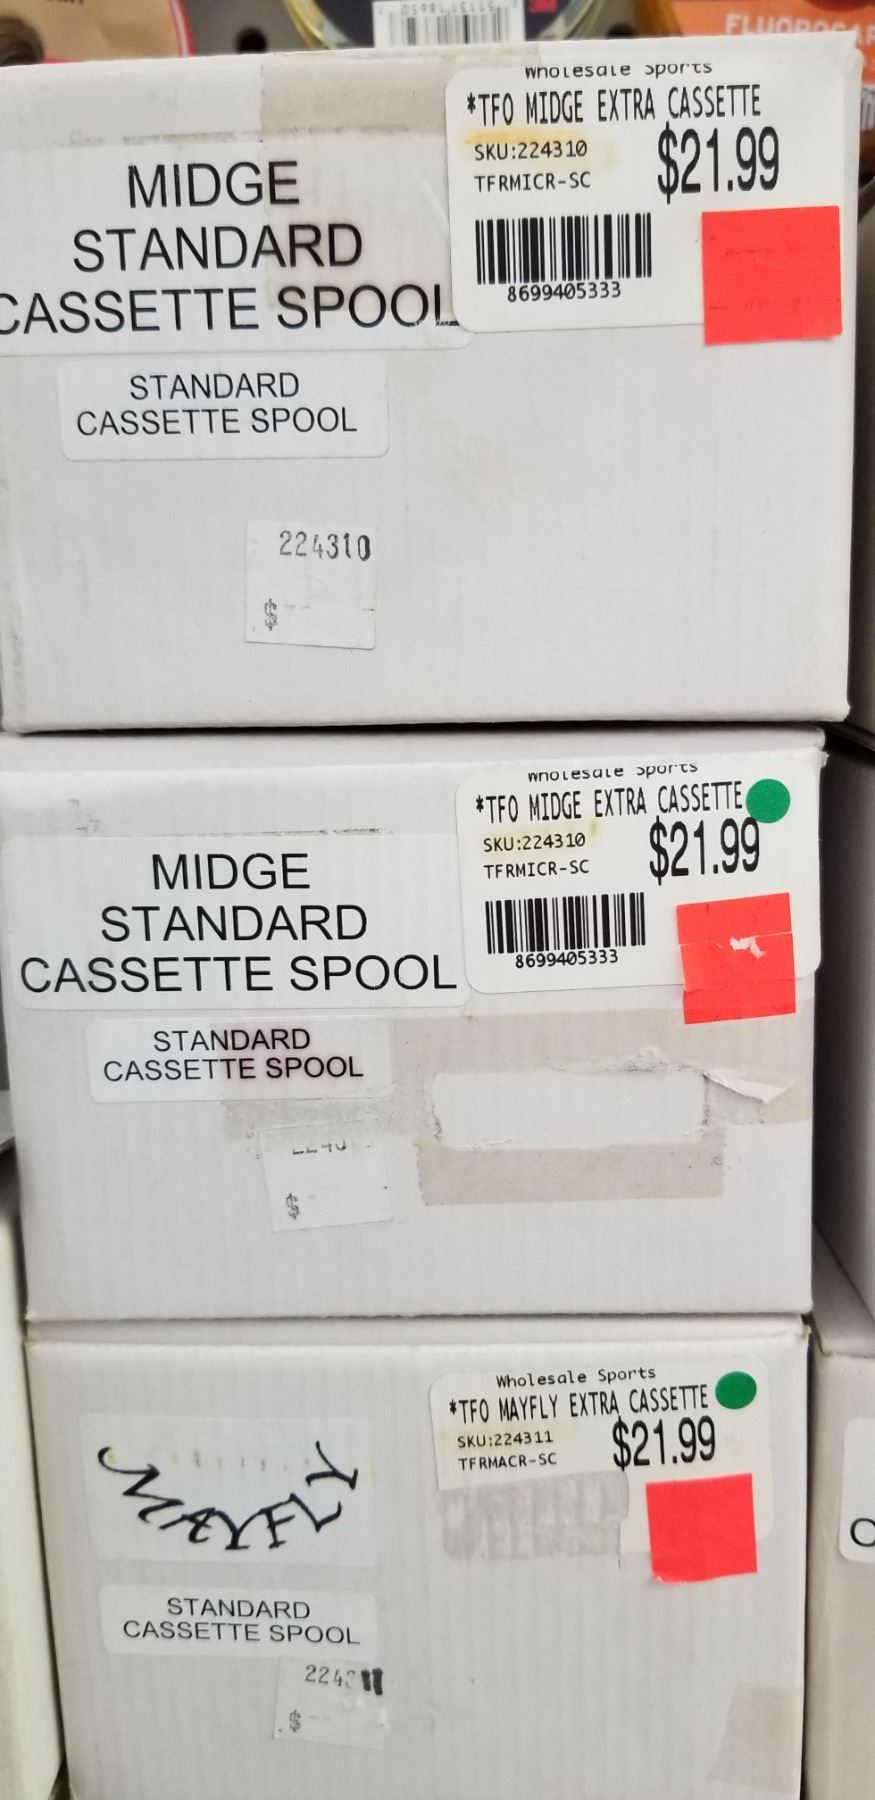 FLUOROCAR
Wholesale Sports
*TFO MIDGE EXTRA CASSETTE
SKU:224310
$21.99
TFRMICR-SC
8699405333
MIDGE
STANDARD
CASSETTE SPOOL
STANDARD
CASSETTE SPOOL
224310
$
Wholesale Sports
*TFO MIDGE EXTRA CASSETTE
SKU:224310
$21.99
TFRMICR-SC
8699405333
MIDGE
STANDARD
CASSETTE SPOOL
STANDARD
CASSETTE SPOOL
$
Wholesale Sports
*TFO MAYFLY EXTRA CASSETTE
SKU:224311
$21.99
TFRMACR-SC
MAYFLY
STANDARD
CASSETTE SPOOL
$